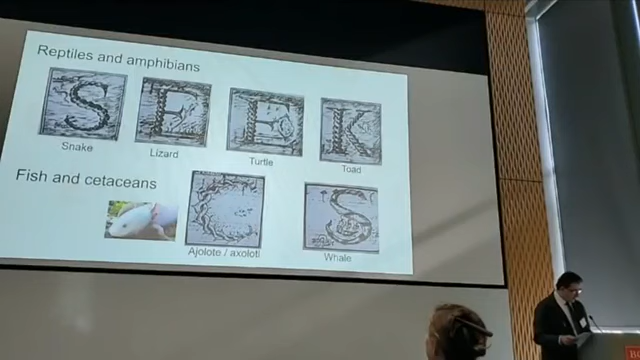 Reptiles and amphibians
S
E
E
K
Snake
Lizard
Turtle
Toad
Fish and cetaceans
C
S
Ajolote / axolotl
Whale